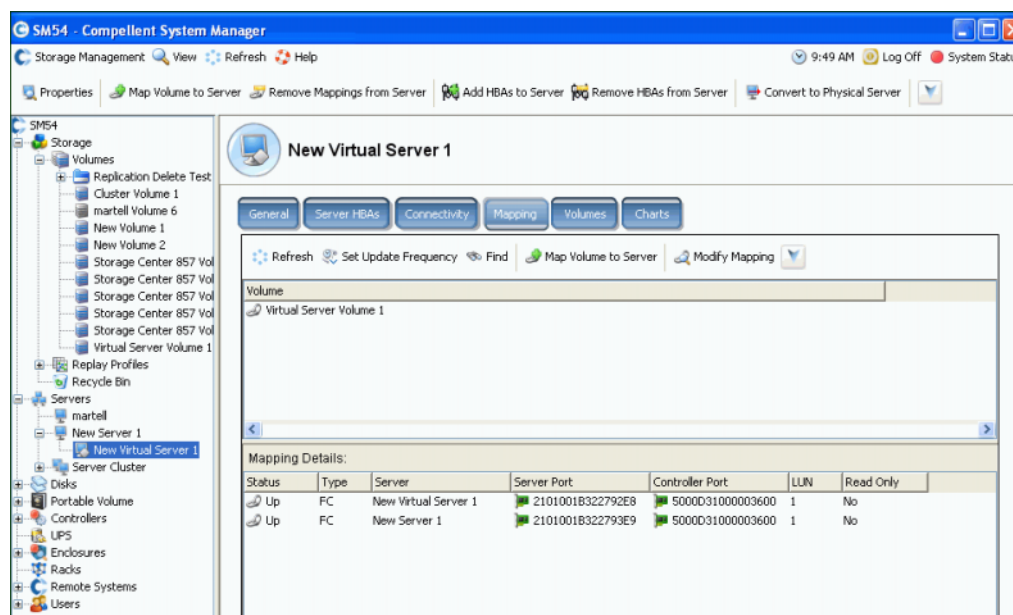 SM54 - Compellent System Manager
Storage Management View Refresh Help 9:49 AM Log Off System Statu
Properties Map Volume to Server Remove Mappings from Server Add HBAs to Server Remove HBAs from Server Convert to Physical Server
SM54
Storage
Volumes
Replication Delete Test
Cluster Volume 1
martell Volume 6
New Volume 1
New Volume 2
Storage Center 857 Vol
Storage Center 857 Vol
Storage Center 857 Vol
Storage Center 857 Vol
Storage Center 857 Vol
Virtual Server Volume 1
Replay Profiles
Recycle Bin
Servers
martell
New Server 1
New Virtual Server 1
Server Cluster
Disks
Portable Volume
Controllers
UPS
Enclosures
Racks
Remote Systems
Users
New Virtual Server 1
General Server HBAs Connectivity Mapping Volumes Charts
Refresh Set Update Frequency Find Map Volume to Server Modify Mapping
Volume
Virtual Server Volume 1
Mapping Details:
Status Type Server Server Port Controller Port LUN Read Only
Up FC New Virtual Server 1 2101001B322792E8 5000D31000003600 1 No
Up FC New Server 1 2101001B322793E9 5000D31000003600 1 No